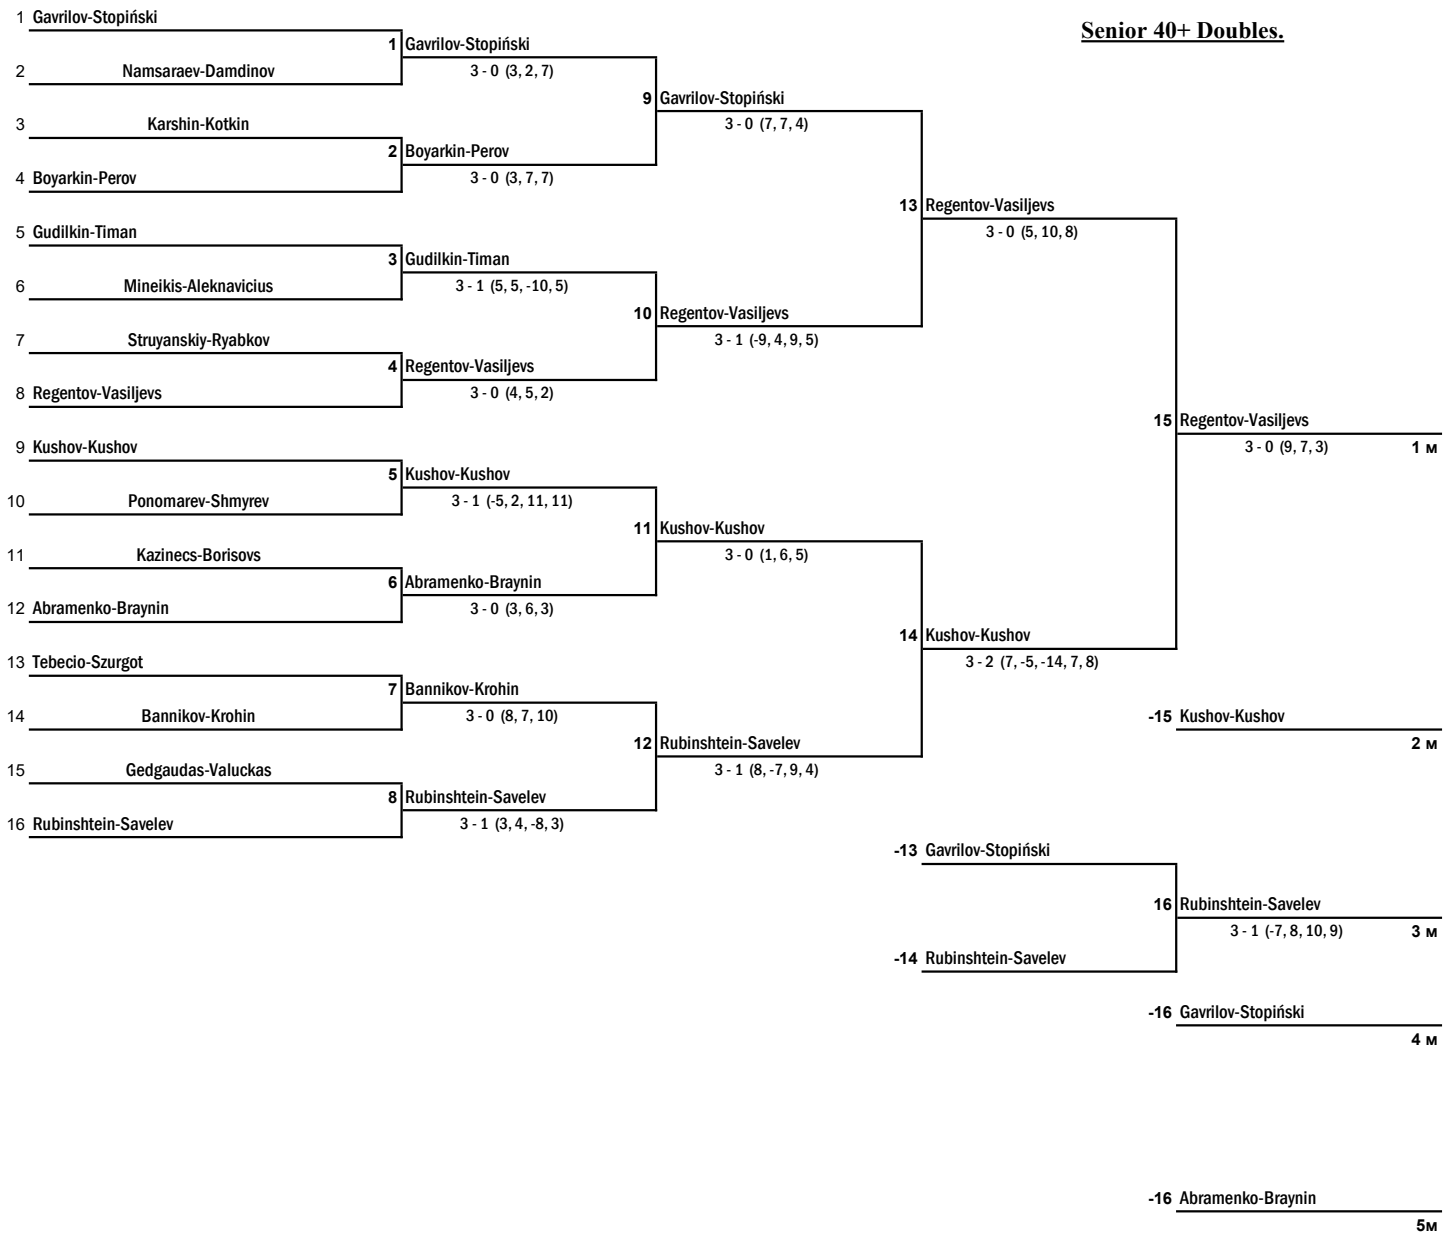 1 Gavrilov-Stopiński
Senior 40+ Doubles.
1 Gavrilov-Stopiński
2 Namsaraev-Damdinov
3 - 0 (3, 2, 7)
9 Gavrilov-Stopiński
3 Karshin-Kotkin
3 - 0 (7, 7, 4)
2 Boyarkin-Perov
4 Boyarkin-Perov
3 - 0 (3, 7, 7)
13 Regentov-Vasiljevs
5 Gudilkin-Timan
3 - 0 (5, 10, 8)
3 Gudilkin-Timan
6 Mineikis-Aleknavicius
3 - 1 (5, 5, -10, 5)
10 Regentov-Vasiljevs
7 Struyanskiy-Ryabkov
3 - 1 (-9, 4, 9, 5)
4 Regentov-Vasiljevs
8 Regentov-Vasiljevs
3 - 0 (4, 5, 2)
15 Regentov-Vasiljevs
9 Kushov-Kushov
3 - 0 (9, 7, 3) 1 м
5 Kushov-Kushov
10 Ponomarev-Shmyrev
3 - 1 (-5, 2, 11, 11)
11 Kushov-Kushov
11 Kazinecs-Borisovs
3 - 0 (1, 6, 5)
6 Abramenko-Braynin
12 Abramenko-Braynin
3 - 0 (3, 6, 3)
14 Kushov-Kushov
13 Tebecio-Szurgot
3 - 2 (7, -5, -14, 7, 8)
7 Bannikov-Krohin
14 Bannikov-Krohin
3 - 0 (8, 7, 10)
-15 Kushov-Kushov
12 Rubinshtein-Savelev
2 м
15 Gedgaudas-Valuckas
3 - 1 (8, -7, 9, 4)
8 Rubinshtein-Savelev
16 Rubinshtein-Savelev
3 - 1 (3, 4, -8, 3)
-13 Gavrilov-Stopiński
16 Rubinshtein-Savelev
3 - 1 (-7, 8, 10, 9) 3 м
-14 Rubinshtein-Savelev
-16 Gavrilov-Stopiński
4 м
-16 Abramenko-Braynin
5м